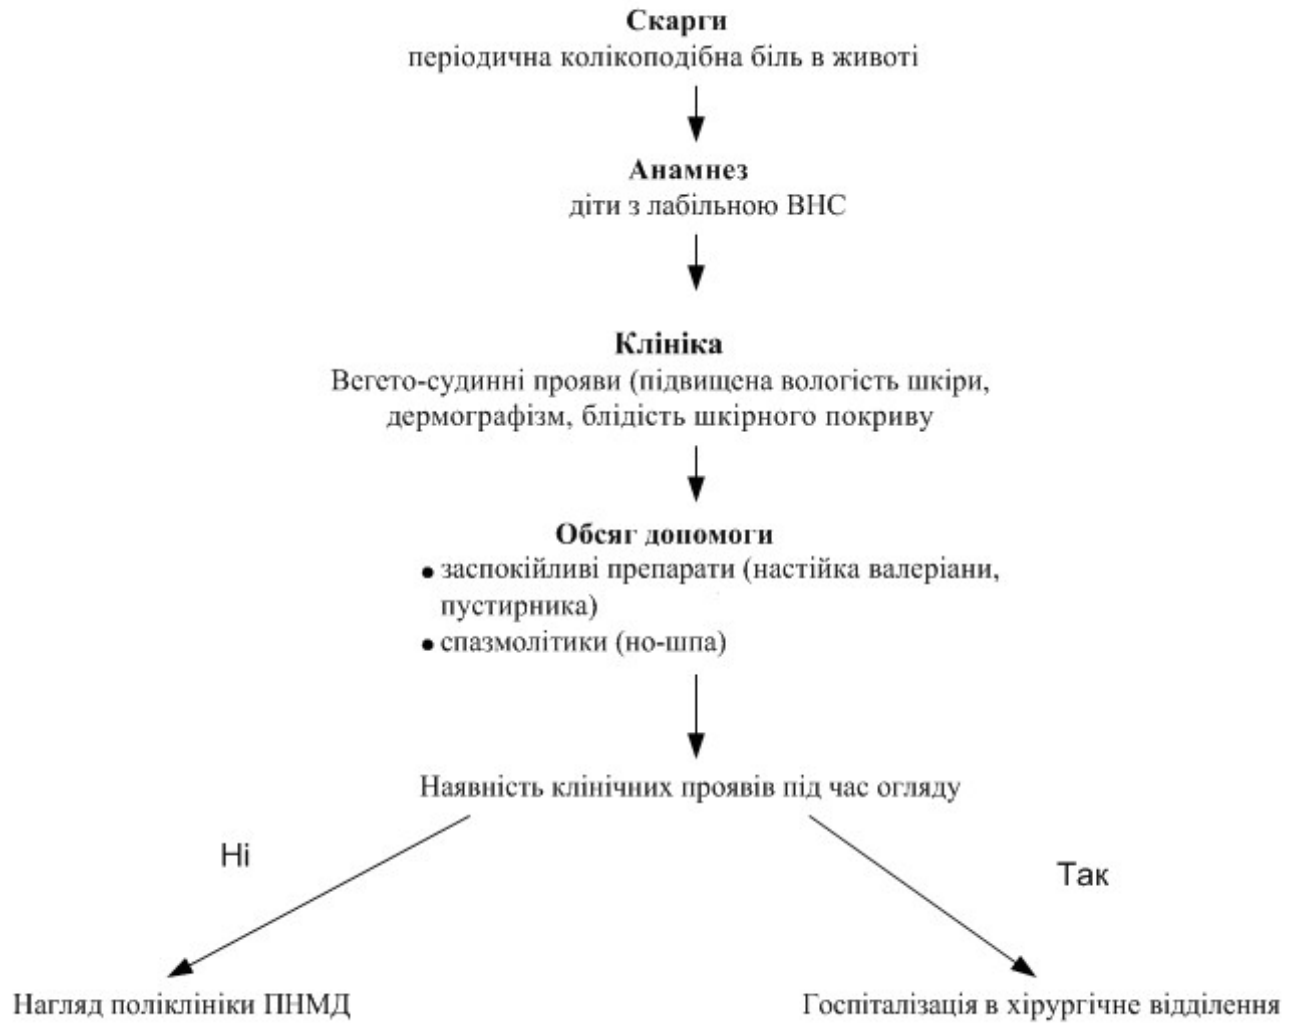 Скарги
періодична колікоподібна біль в животі
Анамнез
діти з лабільною ВНС
Клініка
Вегето-судинні прояви (підвищена вологість шкіри,
дермографізм, блідість шкірного покриву
Обсяг допомоги
● заспокійливі препарати (настійка валеріани,
пустирника)
● спазмолітики (но-шпа)
Наявність клінічних проявів під час огляду
Ні
Так
Нагляд поліклініки ПНМД
Госпіталізація в хірургічне відділення